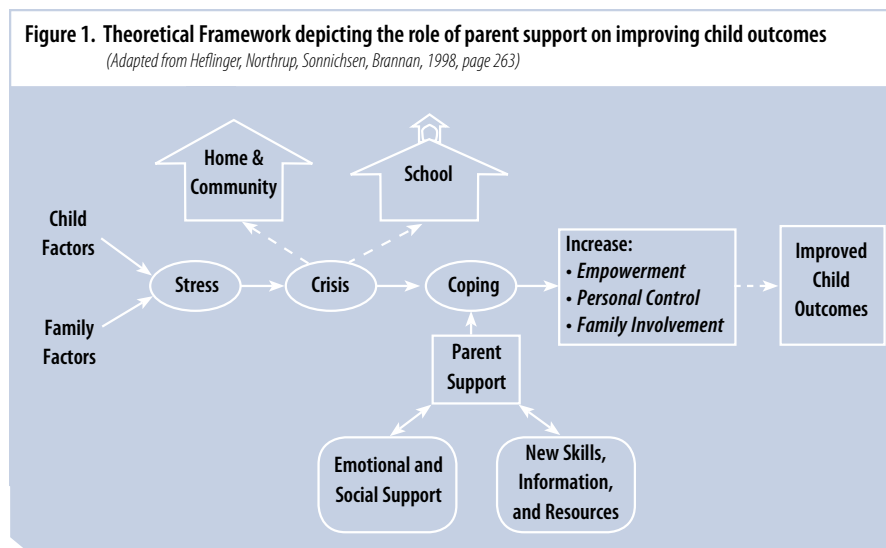 Figure 1. Theoretical Framework depicting the role of parent support on improving child outcomes
(Adapted from Heflinger, Northrup, Sonnichsen, Brannan, 1998, page 263)
Home &
Community
School
Child
Factors
Family
Factors
Stress
Crisis
Coping
Increase:
• Empowerment
• Personal Control
• Family Involvement
Improved
Child
Outcomes
Parent
Support
Emotional and
Social Support
New Skills,
Information,
and Resources